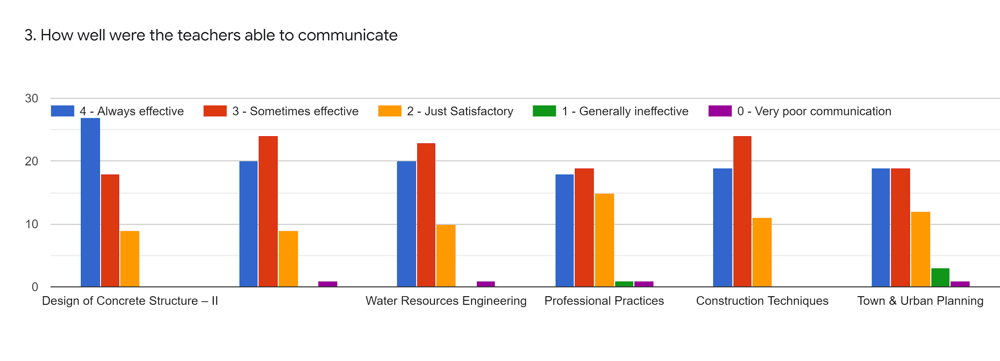 3. How well were the teachers able to communicate
30
4 - Always effective 3 - Sometimes effective 2 - Just Satisfactory 1 - Generally ineffective 0 - Very poor communication
20
10
0
Design of Concrete Structure – II Water Resources Engineering Professional Practices Construction Techniques Town & Urban Planning